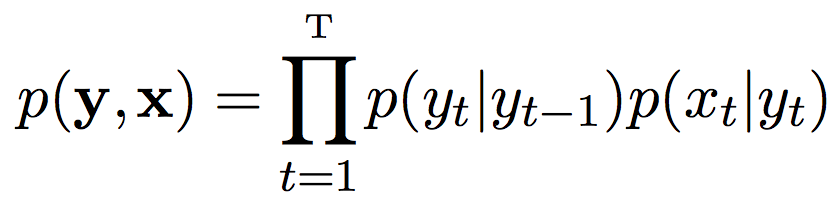 p(𝐲, 𝐱) = ∏_{t=1}^{T} p(y_t|y_{t−1})p(x_t|y_t)